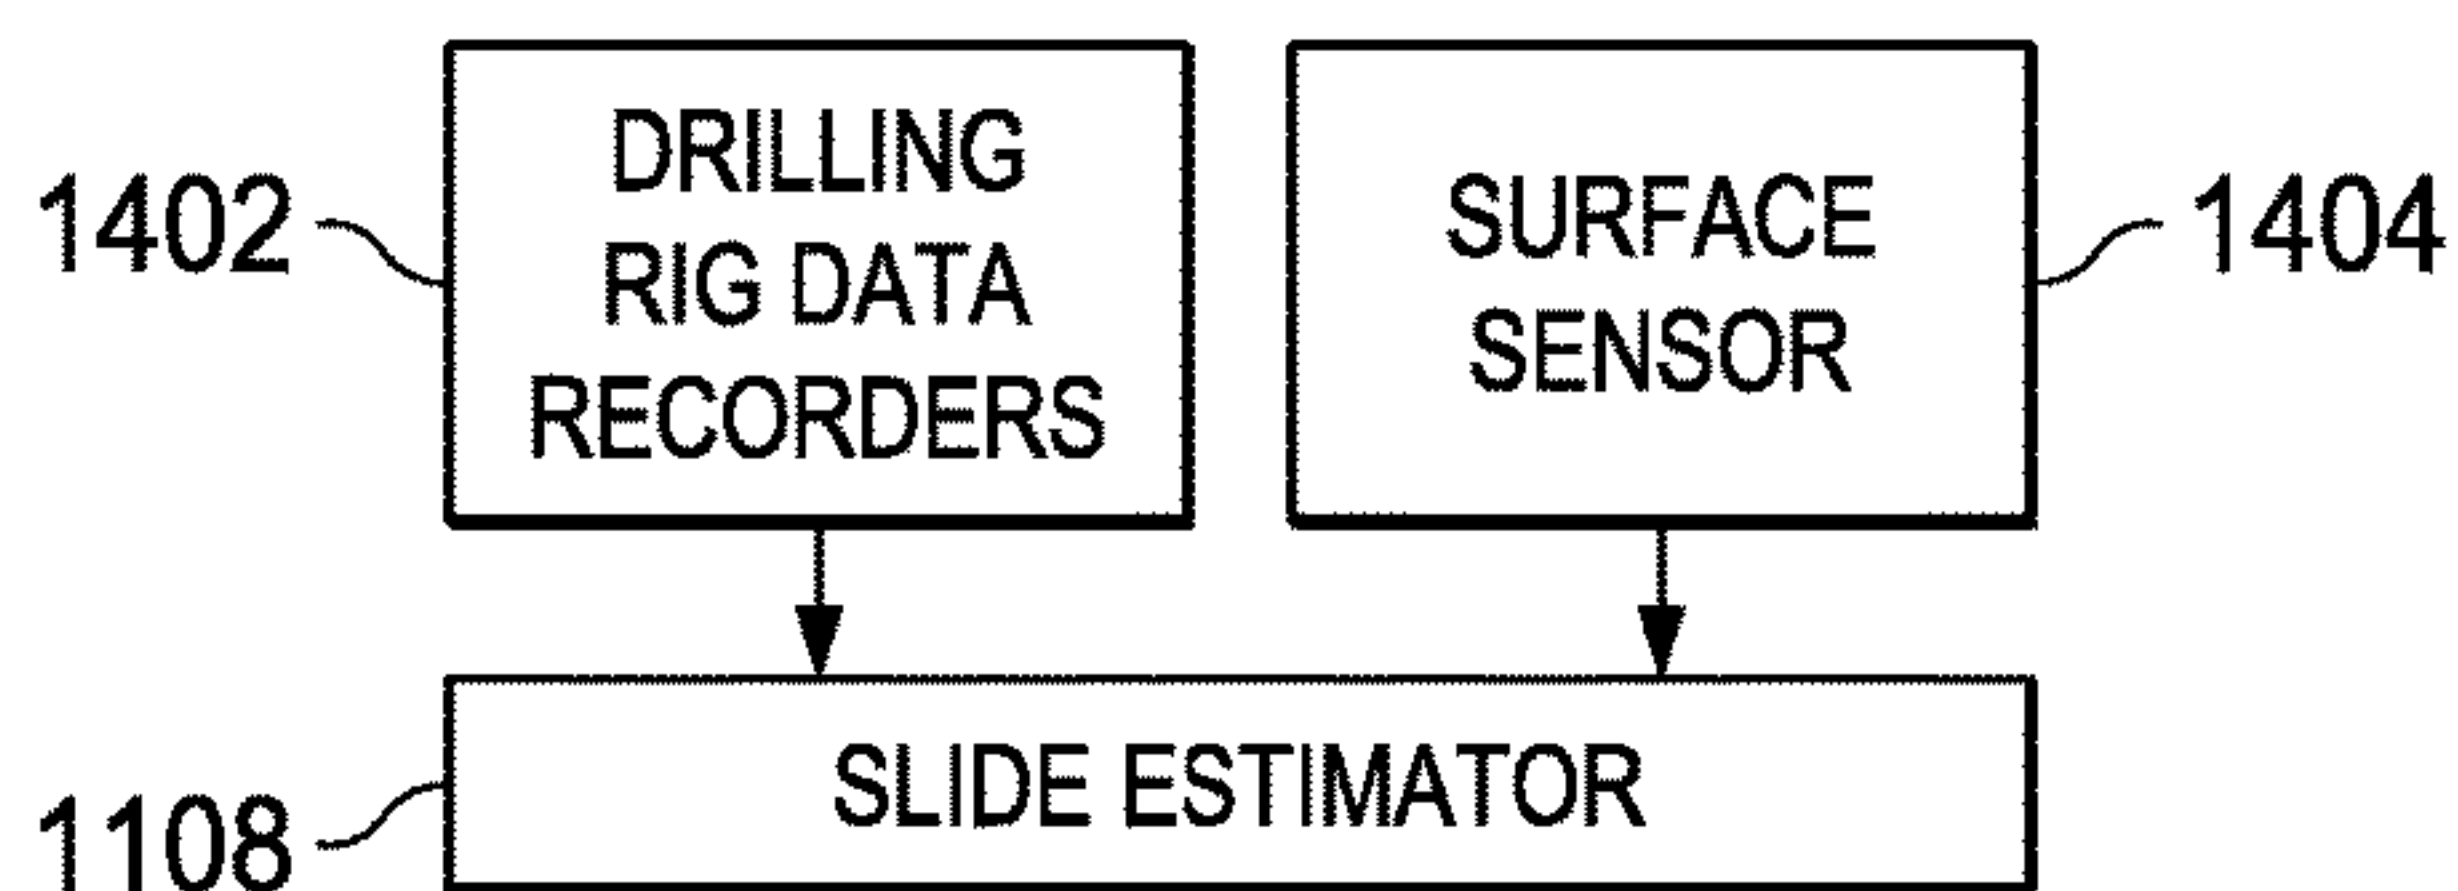 DRILLING
RIG DATA
RECORDERS
1402
SURFACE
SENSOR
1404
SLIDE ESTIMATOR
1108